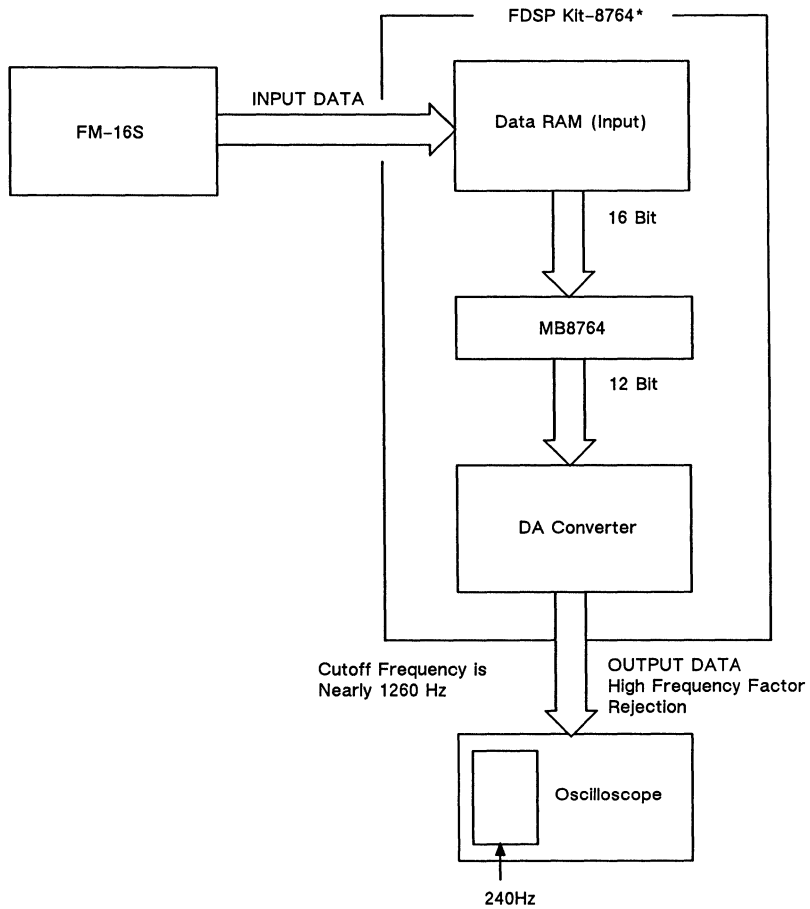 FDSP Kit-8764*
INPUT DATA
FM-16S
Data RAM (Input)
16 Bit
MB8764
12 Bit
DA Converter
Cutoff Frequency is
Nearly 1260 Hz
OUTPUT DATA
High Frequency Factor
Rejection
Oscilloscope
240Hz